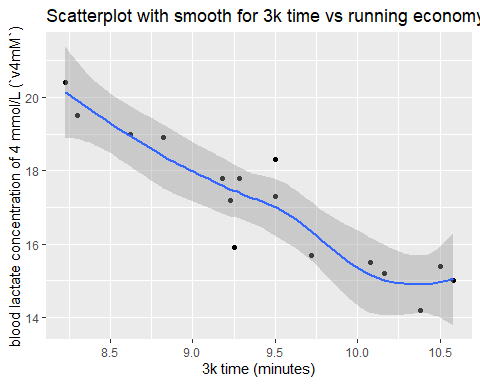 Scatterplot with smooth for 3k time vs running economy
blood lactate concentration of 4 mmol/L (`v4mM`)
20
18
16
14
8.5 9.0 9.5 10.0 10.5
3k time (minutes)